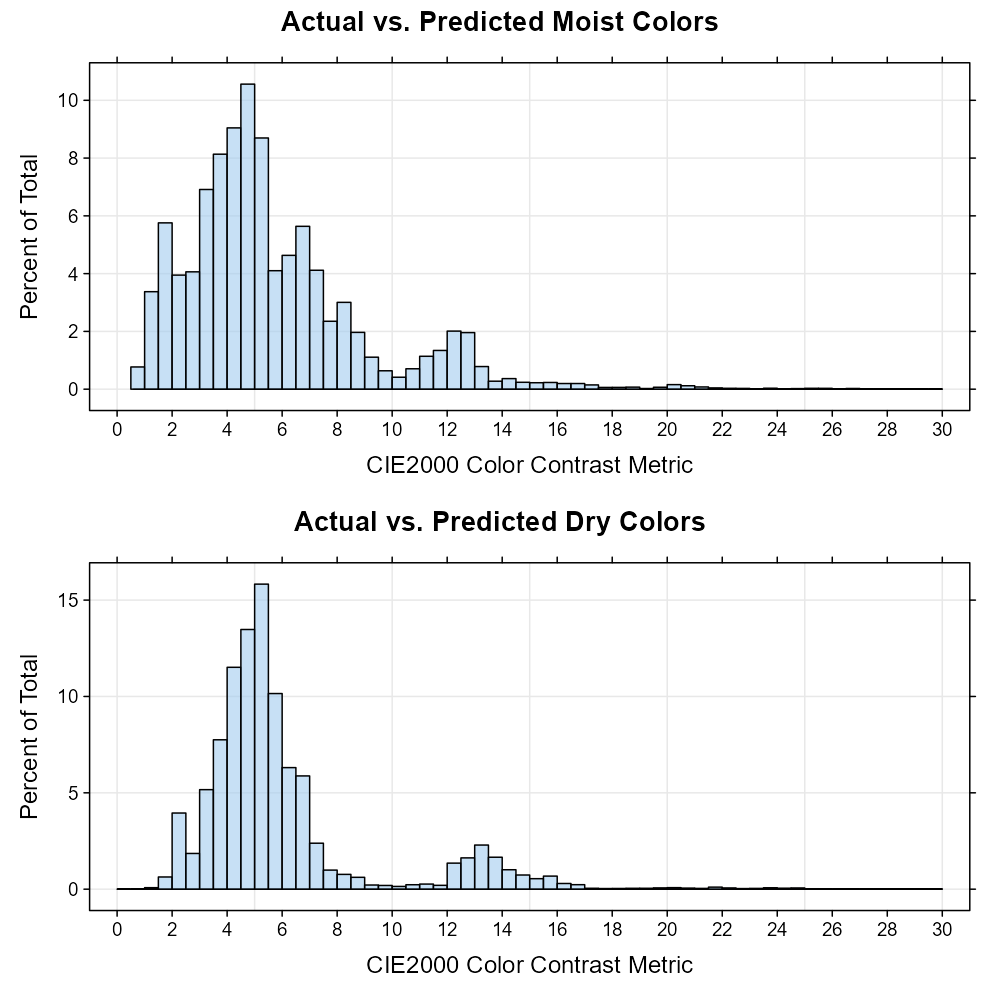 Actual vs. Predicted Moist Colors
Percent of Total
10
8
6
4
2
0
0 2 4 6 8 10 12 14 16 18 20 22 24 26 28 30
CIE2000 Color Contrast Metric
Actual vs. Predicted Dry Colors
Percent of Total
15
10
5
0
0 2 4 6 8 10 12 14 16 18 20 22 24 26 28 30
CIE2000 Color Contrast Metric